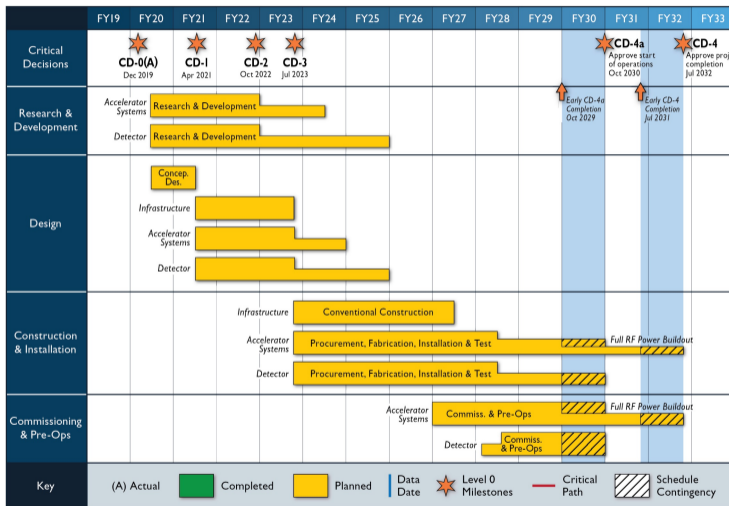 FY19 FY20 FY21 FY22 FY23 FY24 FY25 FY26 FY27 FY28 FY29 FY30 FY31 FY32 FY33
Critical
Decisions
CD-0(A)
Dec 2019
CD-1
Apr 2021
CD-2
Oct 2022
CD-3
Jul 2023
CD-4a
Approve start
of operations
Oct 2030
CD-4
Approve proj
completion
Jul 2032
Early CD-4a
Completion
Oct 2029
Early CD-4
Completion
Jul 2031
Research &
Development
Accelerator
Systems
Research & Development
Detector
Research & Development
Design
Concep.
Des.
Infrastructure
Accelerator
Systems
Detector
Construction
& Installation
Infrastructure
Conventional Construction
Accelerator
Systems
Procurement, Fabrication, Installation & Test
Full RF Power Buildout
Detector
Procurement, Fabrication, Installation & Test
Commissioning
& Pre-Ops
Accelerator
Systems
Commiss. & Pre-Ops
Full RF Power Buildout
Detector
Commiss.
& Pre-Ops
Key
(A) Actual
Completed
Planned
Data
Date
Level 0
Milestones
Critical
Path
Schedule
Contingency